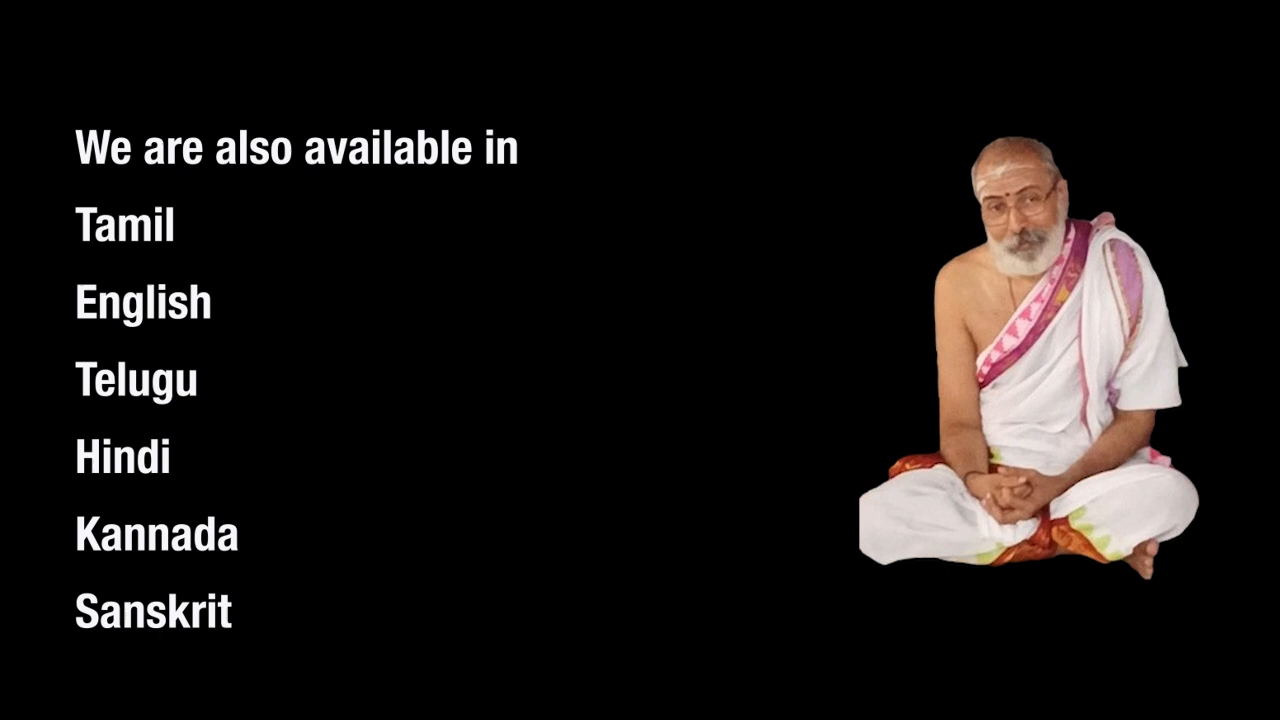 We are also available in
Tamil
English
Telugu
Hindi
Kannada
Sanskrit